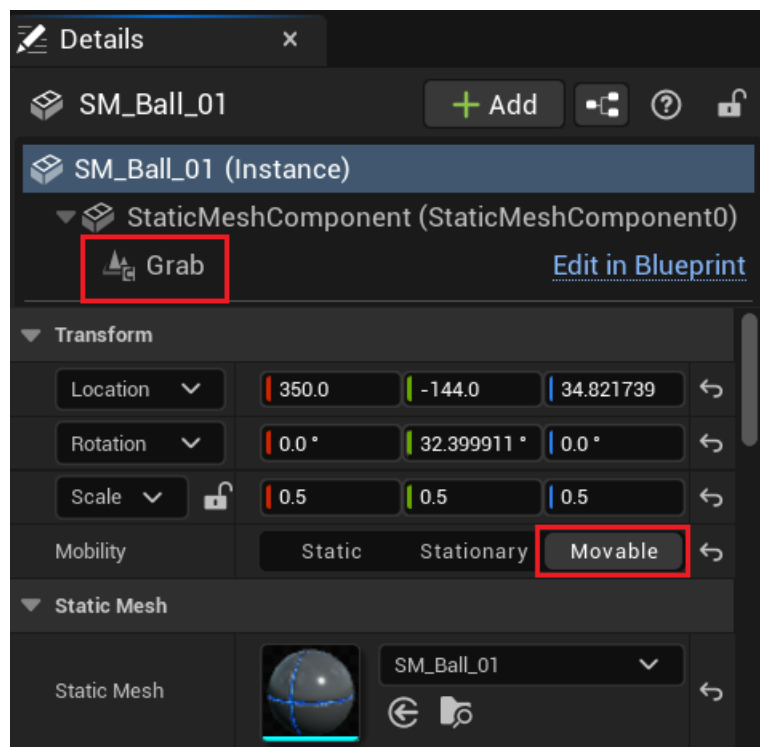 Details
SM_Ball_01
Add
SM_Ball_01 (Instance)
StaticMeshComponent (StaticMeshComponent0)
Grab Edit in Blueprint
Transform
Location 350.0 -144.0 34.821739
Rotation 0.0 ° 32.399911 ° 0.0 °
Scale 0.5 0.5 0.5
Mobility Static Stationary Movable
Static Mesh
SM_Ball_01
Static Mesh